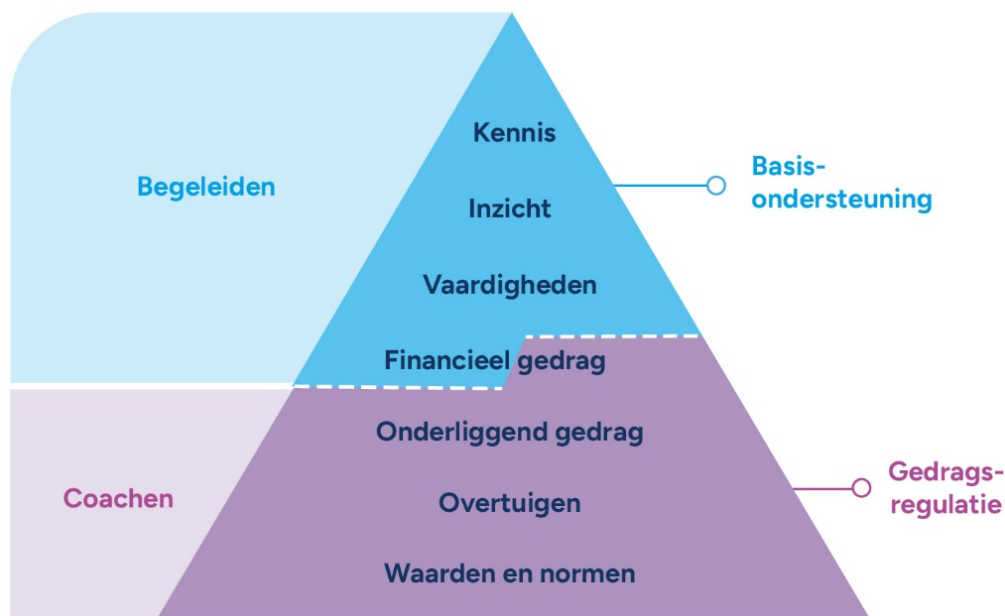 Kennis
Basis-
ondersteuning
Begeleiden
Inzicht
Vaardigheden
Financieel gedrag
Onderliggend gedrag
Gedrags-
regulatie
Coachen
Overtuigen
Waarden en normen